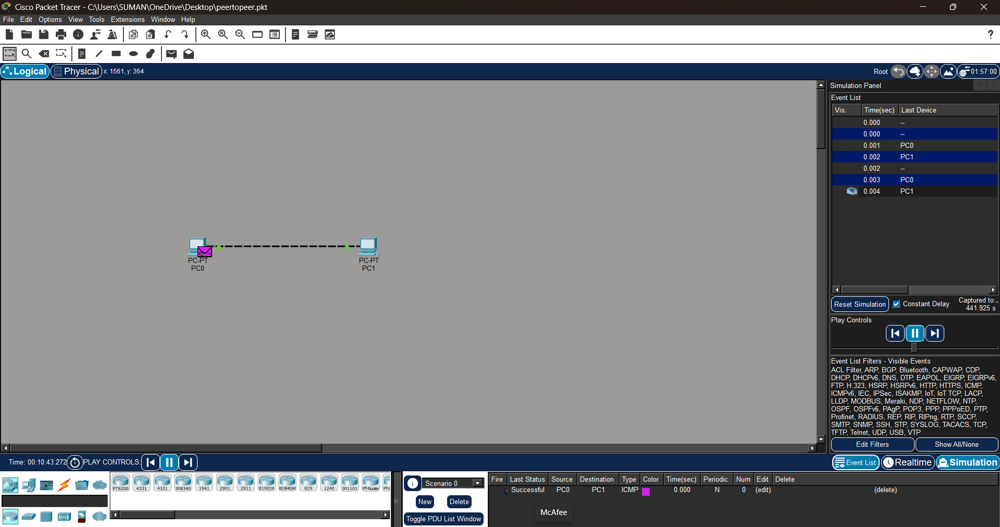 Cisco Packet Tracer - C:\Users\SUMAN\OneDrive\Desktop\peertopeer.pkt
File Edit Options View Tools Extensions Window Help
Logical Physical x: 1561, y: 364 Root 01:57:00
Simulation Panel
Event List
Vis. Time(sec) Last Device
0.000 --
0.000 --
0.001 PC0
0.002 PC1
0.002 --
0.003 PC0
0.004 PC1
PC-PT
PC0
PC-PT
PC1
Reset Simulation Constant Delay Captured to:
441.925 s
Play Controls
Event List Filters - Visible Events
ACL Filter, ARP, BGP, Bluetooth, CAPWAP, CDP,
DHCP, DHCPv6, DNS, DTP, EAPOL, EIGRP, EIGRPv6,
FTP, H.323, HSRP, HSRPv6, HTTP, HTTPS, ICMP,
ICMPv6, IEC, IPSec, ISAKMP, IoT, IoT TCP, LACP,
LLDP, MODBUS, Meraki, NDP, NETFLOW, NTP,
OSPF, OSPFv6, PAgP, POP3, PPP, PPPoED, PTP,
Profinet, RADIUS, REP, RIP, RIPng, RTP, SCCP,
SMTP, SNMP, SSH, STP, SYSLOG, TACACS, TCP,
TFTP, Telnet, UDP, USB, VTP
Edit Filters Show All/None
Time: 00:10:43.272 PLAY CONTROLS:
Event List Realtime Simulation
PT8200 4331 4321 IR8340 1941 2901 2911 819IOX 819HGW 829 1240 IR1101 PT-Router
Scenario 0
New Delete
Toggle PDU List Window
Fire Last Status Source Destination Type Color Time(sec) Periodic Num Edit Delete
Successful PC0 PC1 ICMP 0.000 N 0 (edit) (delete)
McAfee